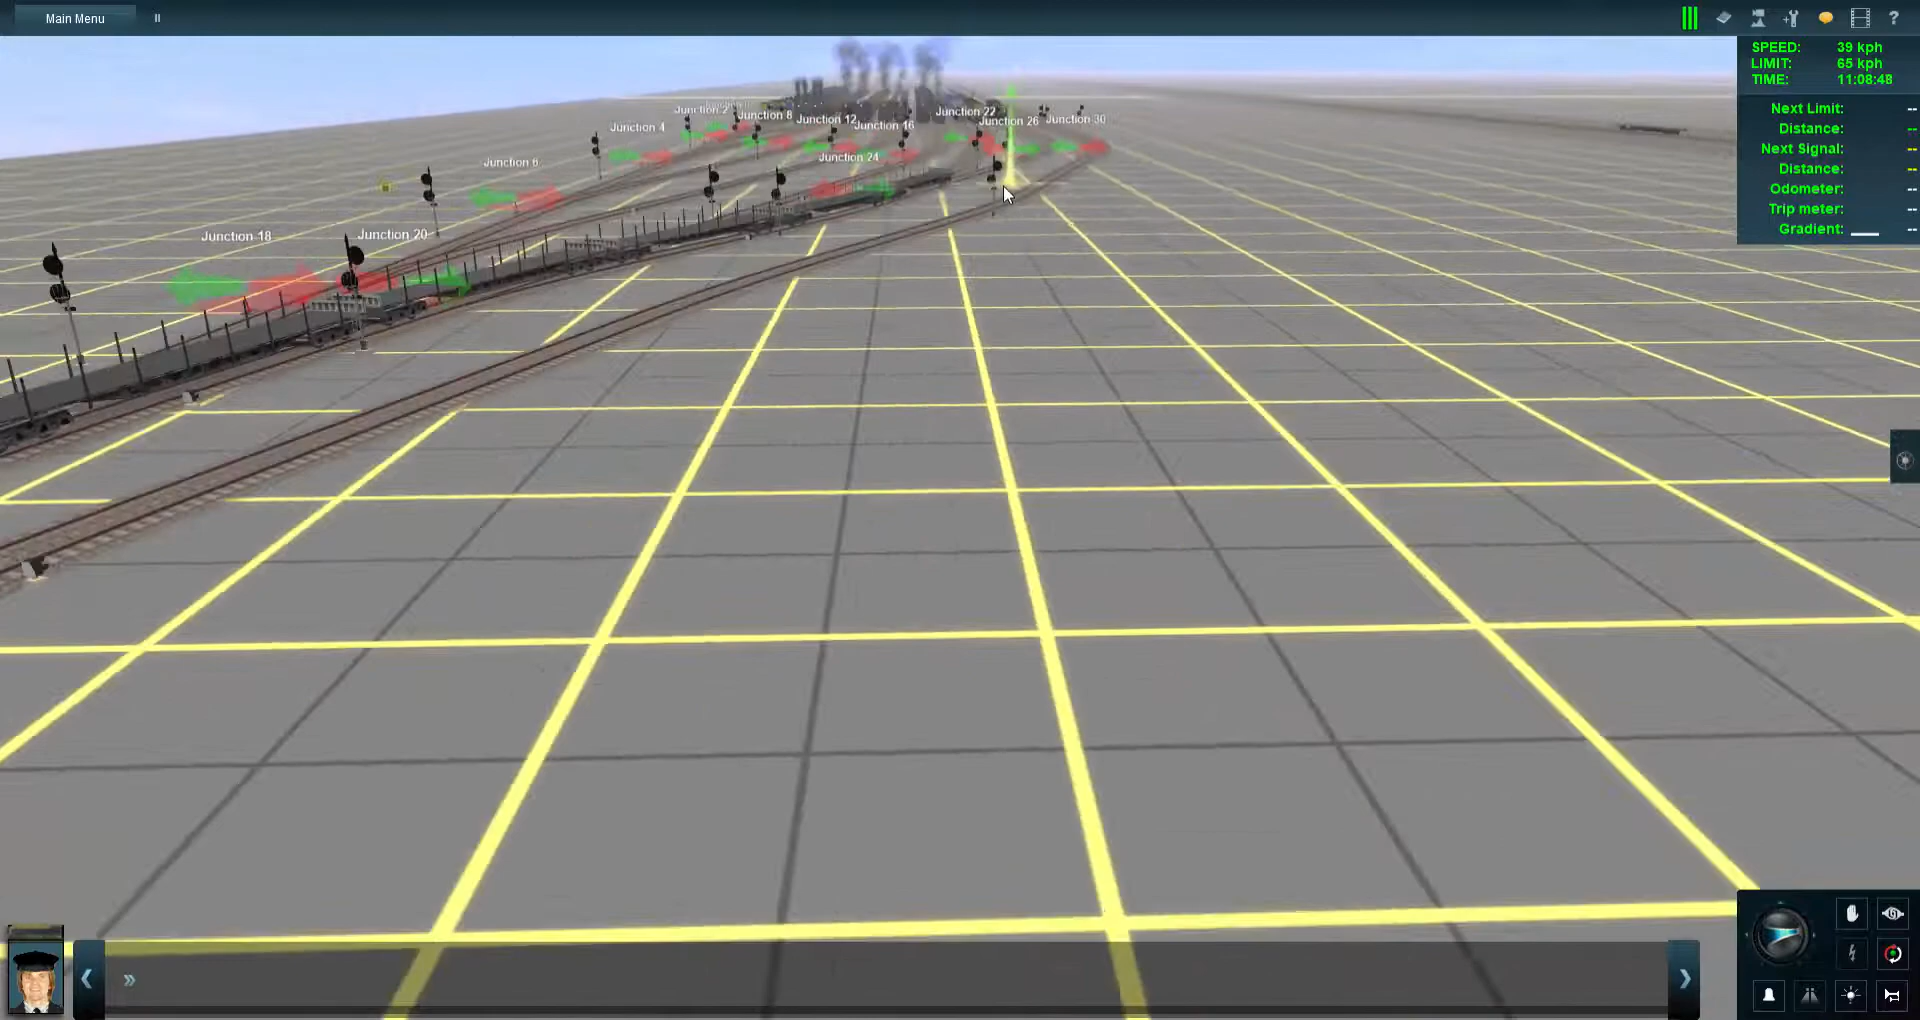 Main Menu
SPEED: 39 kph
LIMIT: 65 kph
TIME: 11:08:48
Next Limit: --
Distance: --
Next Signal: --
Distance: --
Odometer: --
Trip meter: --
Gradient: --
Junction 2
Junction 8
Junction 12
Junction 22
Junction 4
Junction 16
Junction 26
Junction 30
Junction 6
Junction 24
Junction 18
Junction 20